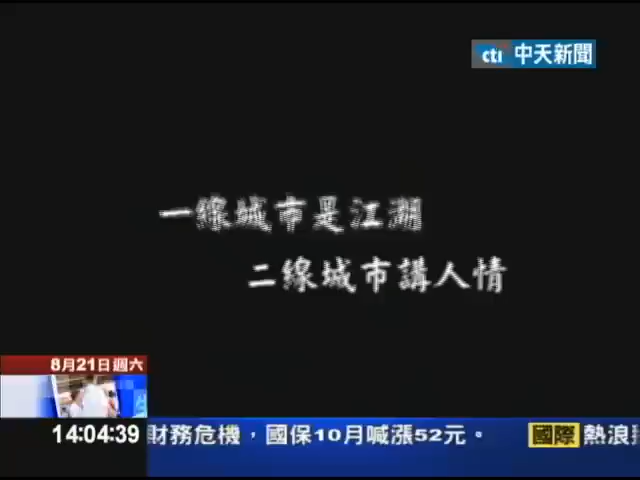 cti 中天新聞
一線城市是江湖
二線城市講人情
8月21日週六
14:04:39
財務危機，國保10月喊漲52元。 國際 熱浪